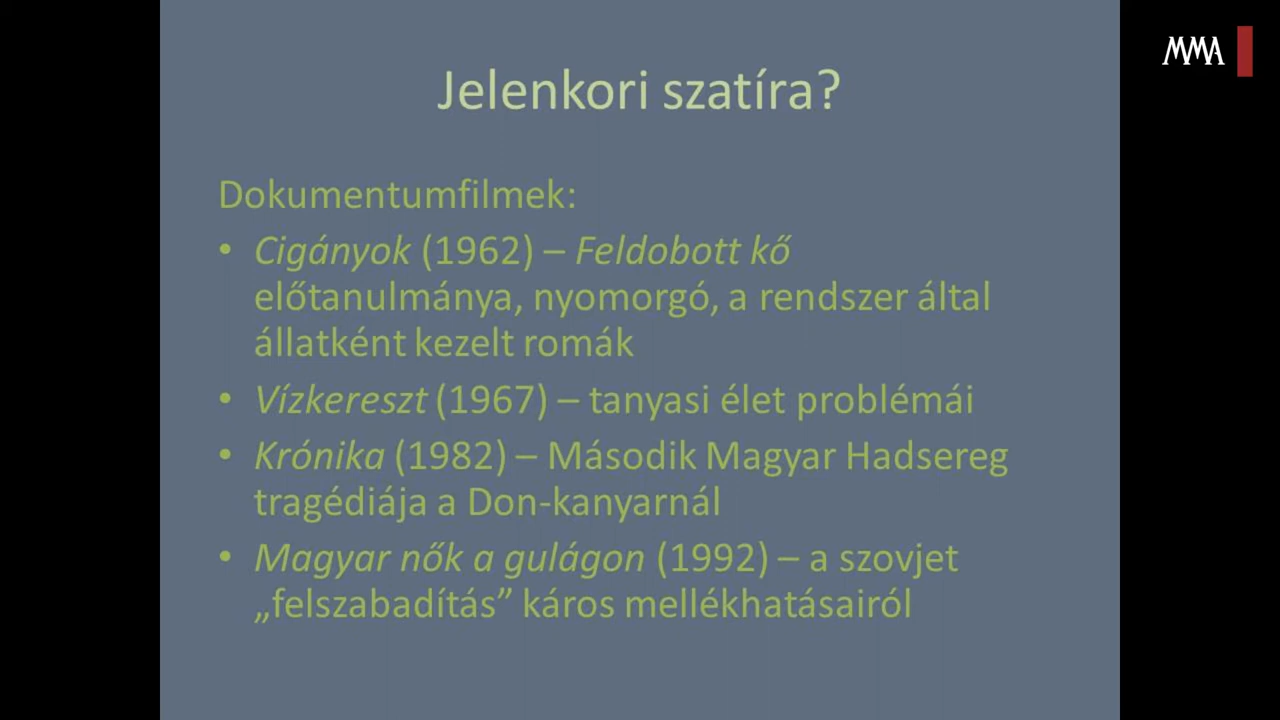 MMA
Jelenkori szatíra?
Dokumentumfilmek:
• Cigányok (1962) – Feldobott kő
előtanulmánya, nyomorgó, a rendszer által
állatként kezelt romák
• Vízkereszt (1967) – tanyasi élet problémái
• Krónika (1982) – Második Magyar Hadsereg
tragédiája a Don-kanyarnál
• Magyar nők a gulágon (1992) – a szovjet
„felszabadítás” káros mellékhatásairól